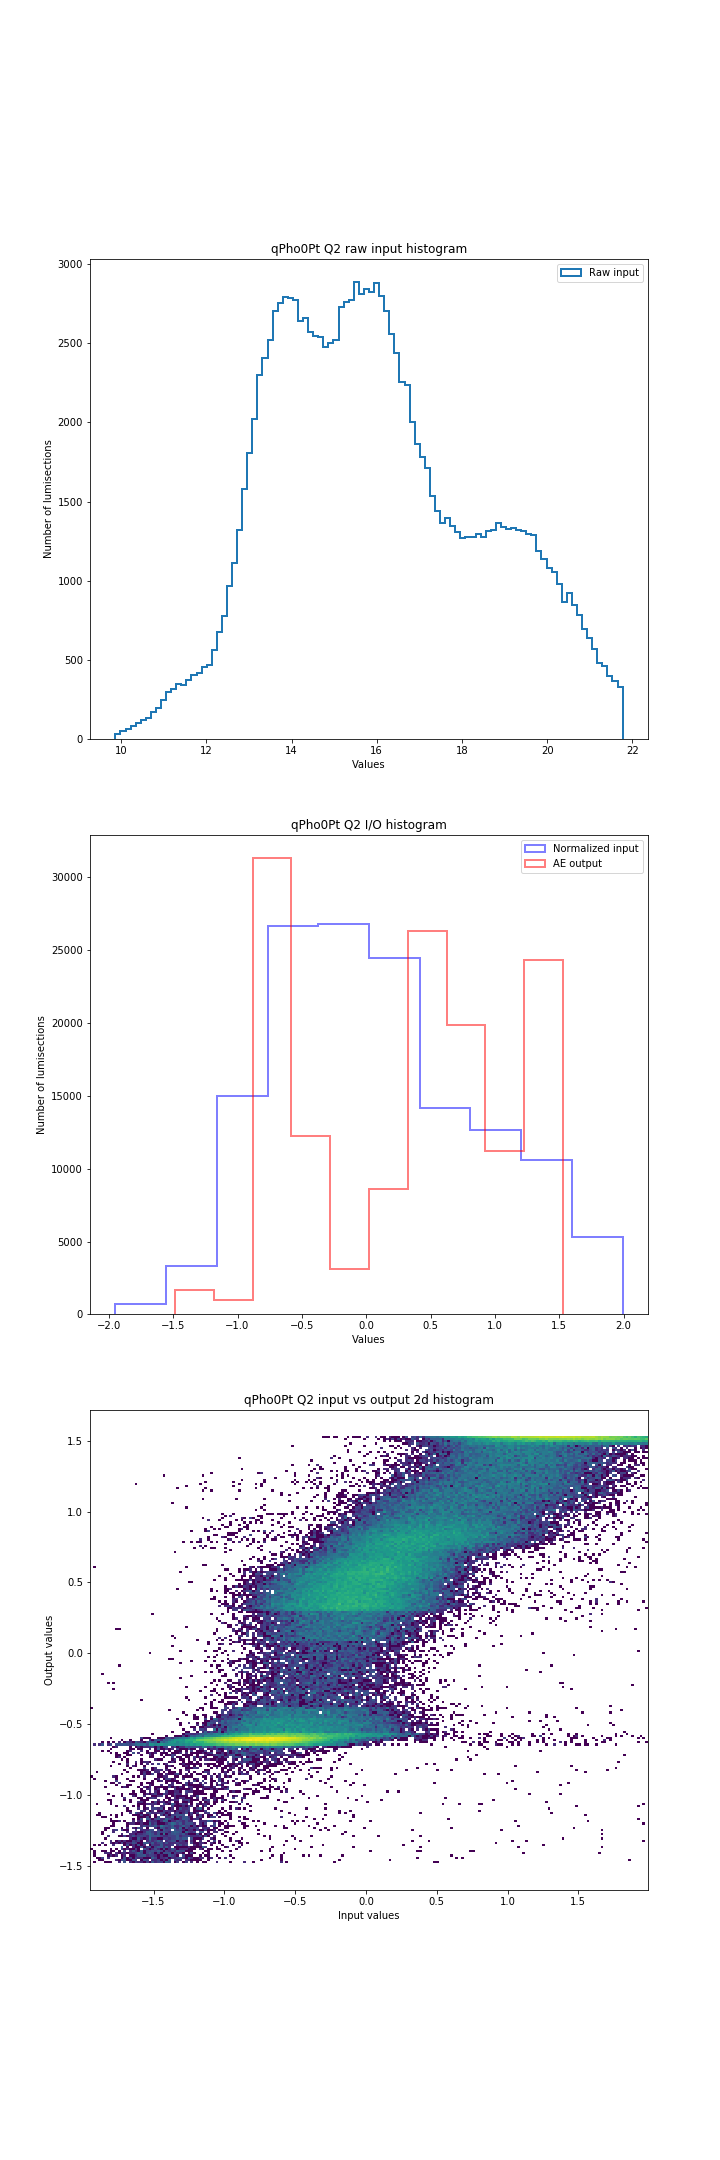 qPho0Pt Q2 raw input histogram
3000
2500
2000
1500
1000
500
0
Number of lumisections
Raw input
10 12 14 16 18 20 22
Values
qPho0Pt Q2 I/O histogram
30000
25000
20000
15000
10000
5000
0
Number of lumisections
Normalized input
AE output
−2.0 −1.5 −1.0 −0.5 0.0 0.5 1.0 1.5 2.0
Values
qPho0Pt Q2 input vs output 2d histogram
1.5
1.0
0.5
0.0
−0.5
−1.0
−1.5
Output values
−1.5 −1.0 −0.5 0.0 0.5 1.0 1.5
Input values